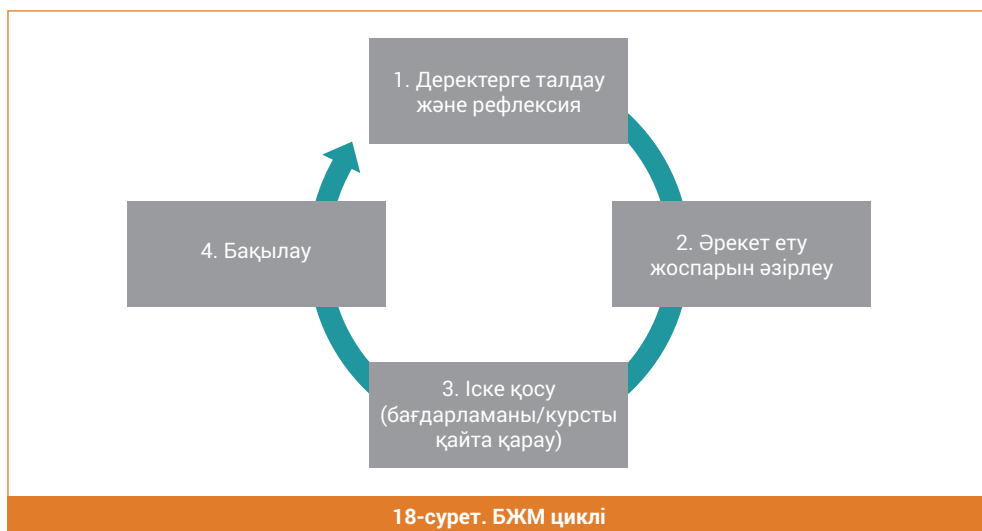 1. Деректерге талдау
және рефлексия
2. Әрекет ету
жоспарын әзірлеу
3. Іске қосу
(бағдарламаны/курсты
қайта қарау)
4. Бақылау
18-сурет. БЖМ циклі